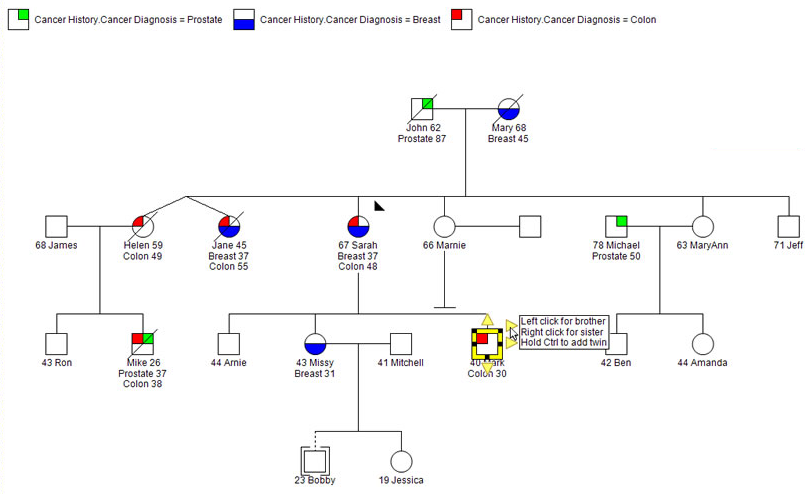 Cancer History.Cancer Diagnosis = Prostate
Cancer History.Cancer Diagnosis = Breast
Cancer History.Cancer Diagnosis = Colon
John 62
Prostate 87
Mary 68
Breast 45
68 James
Helen 59
Colon 49
Jane 45
Breast 37
Colon 55
67 Sarah
Breast 37
Colon 48
66 Marnie
78 Michael
Prostate 50
63 MaryAnn
71 Jeff
Left click for brother
Right click for sister
Hold Ctrl to add twin
43 Ron
Mike 26
Prostate 37
Colon 38
44 Arnie
43 Missy
Breast 31
41 Mitchell
40 Mark
Colon 30
42 Ben
44 Amanda
23 Bobby
19 Jessica